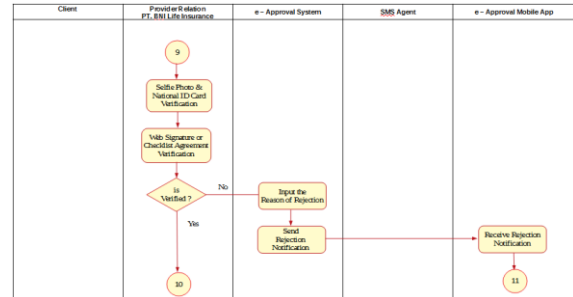 Client
Provider Relation
PT. BNI Life Insurance
e – Approval System
SMS Agent
e – Approval Mobile App
9
Selfie Photo &
National ID Card
Verification
Web Signature or
Checklist Agreement
Verification
is
Verified ?
No
Input the
Reason of Rejection
Yes
Send
Rejection
Notification
Receive Rejection
Notification
10
11